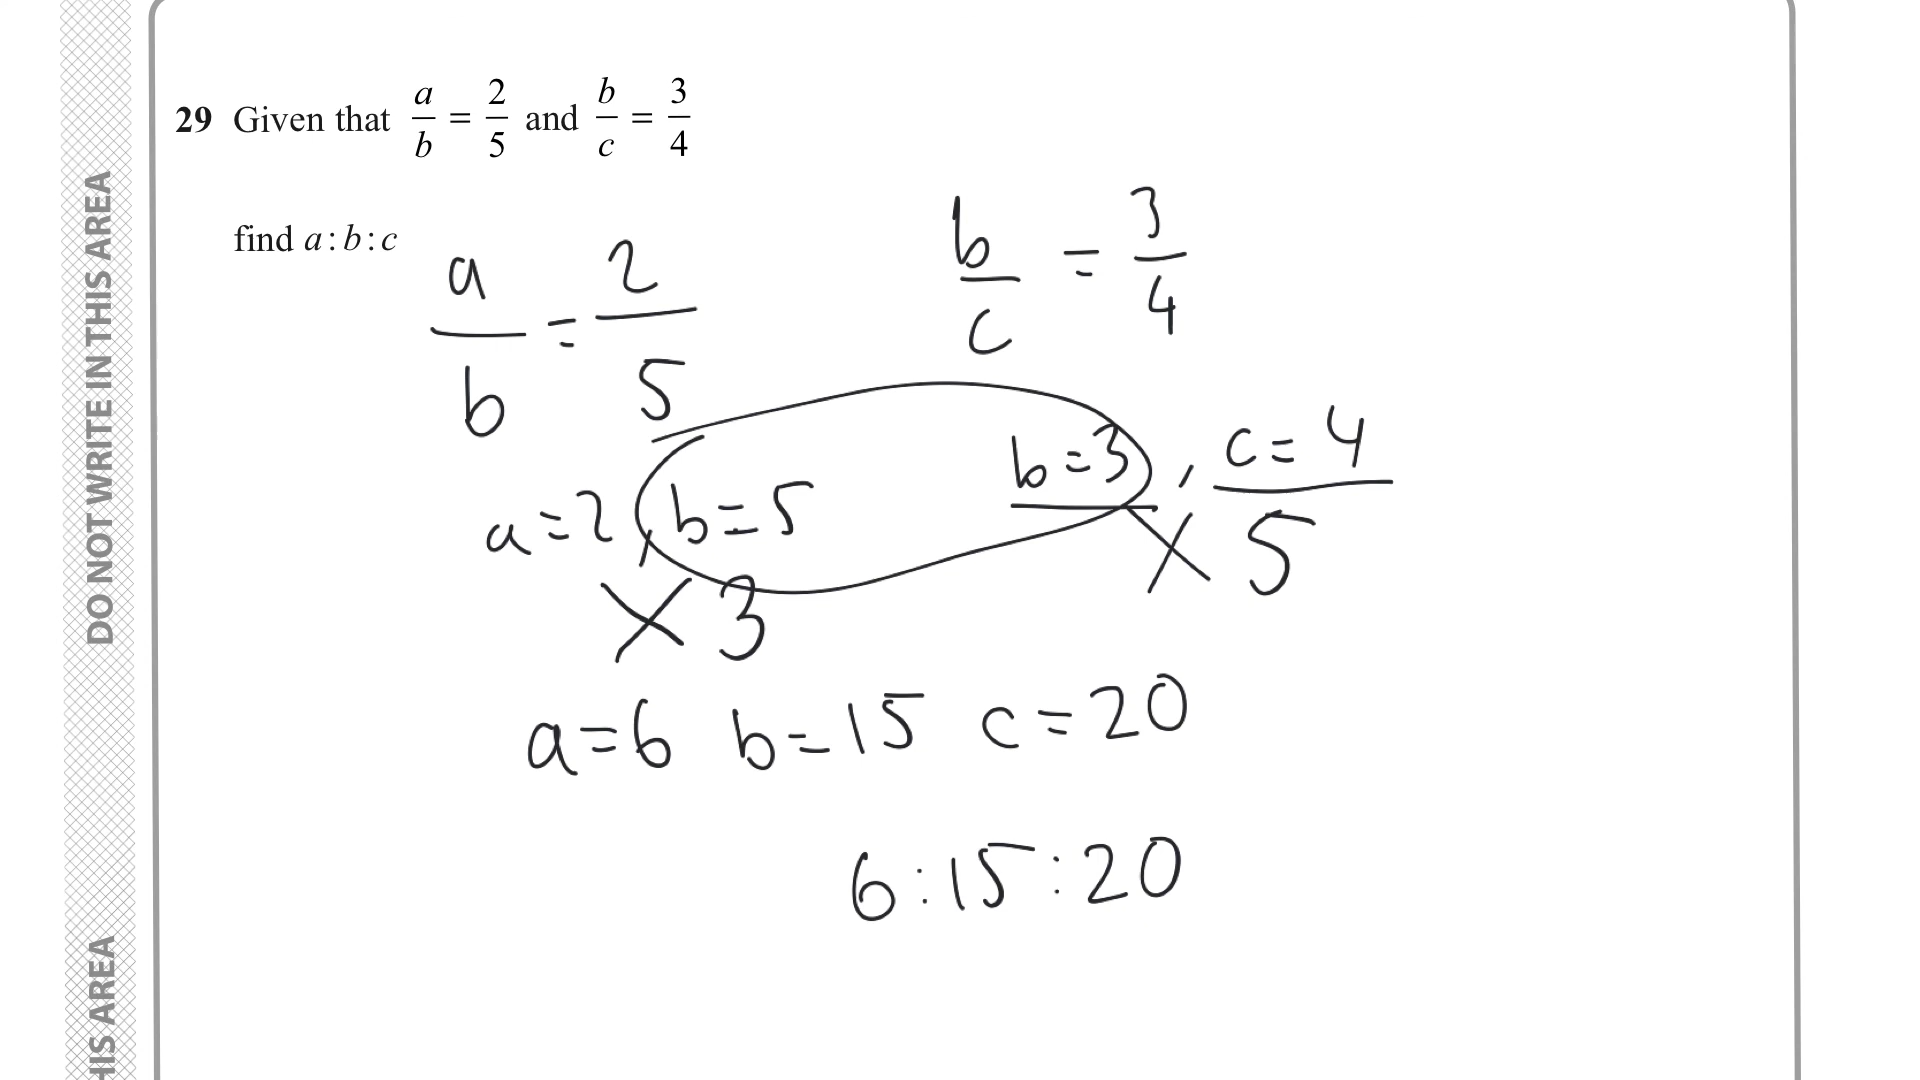 29 Given that a/b = 2/5 and b/c = 3/4
find a : b : c
a/b = 2/5
b/c = 3/4
a = 2, b = 5
b = 3, c = 4
× 3
× 5
a = 6 b = 15 c = 20
6 : 15 : 20
DO NOT WRITE IN THIS AREA
HIS AREA